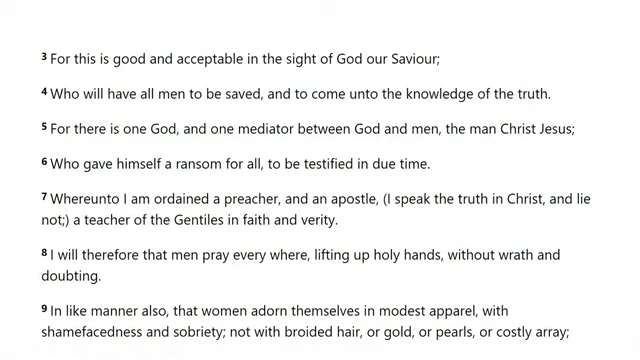 3 For this is good and acceptable in the sight of God our Saviour;
4 Who will have all men to be saved, and to come unto the knowledge of the truth.
5 For there is one God, and one mediator between God and men, the man Christ Jesus;
6 Who gave himself a ransom for all, to be testified in due time.
7 Whereunto I am ordained a preacher, and an apostle, (I speak the truth in Christ, and lie
not;) a teacher of the Gentiles in faith and verity.
8 I will therefore that men pray every where, lifting up holy hands, without wrath and
doubting.
9 In like manner also, that women adorn themselves in modest apparel, with
shamefacedness and sobriety; not with broided hair, or gold, or pearls, or costly array;